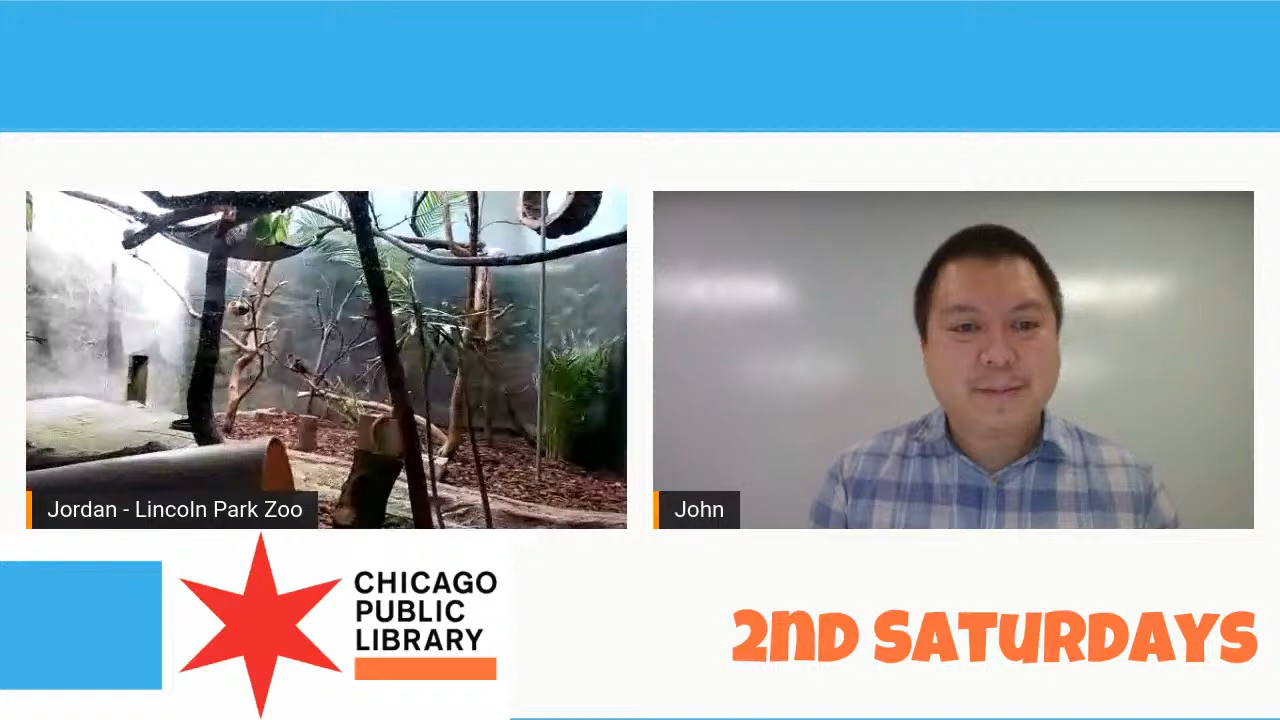 Jordan - Lincoln Park Zoo
John
CHICAGO
PUBLIC
LIBRARY
2ND SATURDAYS